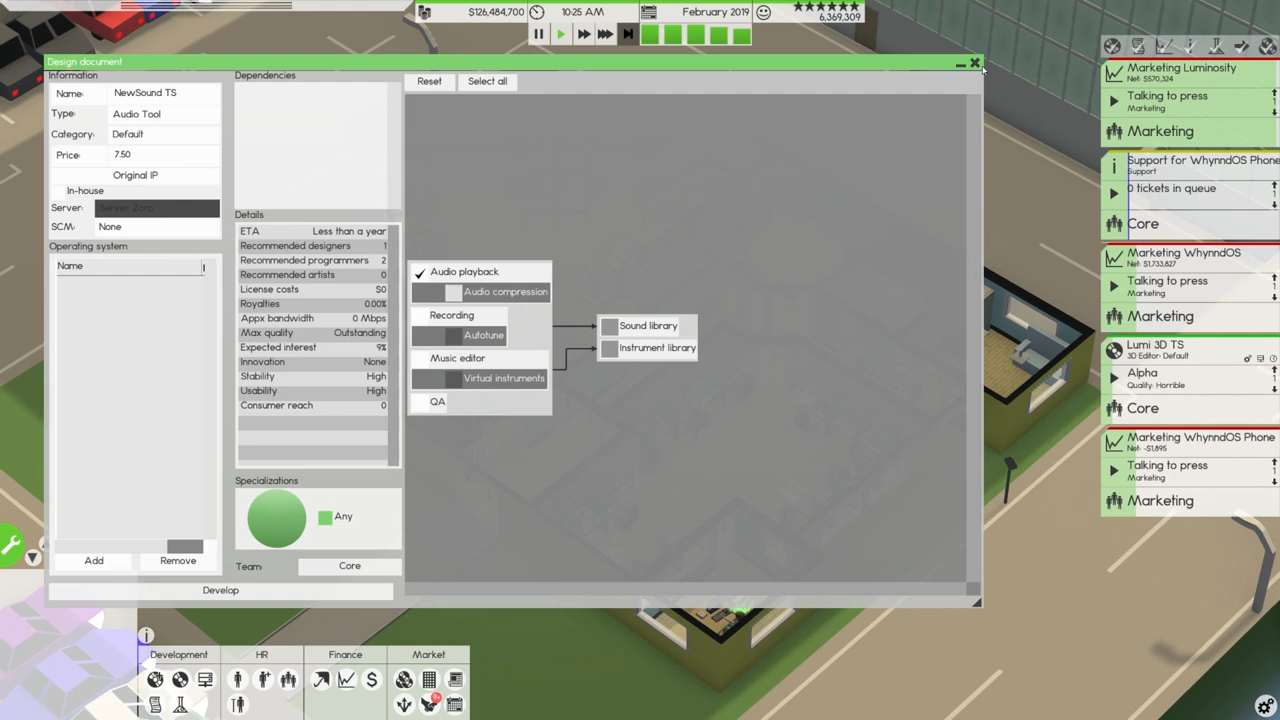 $126,484,700
10:25 AM
February 2019
6,369,309
Design document
Information
Name: NewSound TS
Type: Audio Tool
Category: Default
Price: 7.50
Original IP
In-house
Server: Server Zoro
SCM: None
Operating system
Name
Add
Remove
Develop
Dependencies
Details
ETA Less than a year
Recommended designers 1
Recommended programmers 2
Recommended artists 0
License costs $0
Royalties 0.00%
Appx bandwidth 0 Mbps
Max quality Outstanding
Expected interest 9%
Innovation None
Stability High
Usability High
Consumer reach 0
Specializations
Any
Team: Core
Reset
Select all
Audio playback
Audio compression
Recording
Autotune
Music editor
Virtual instruments
QA
Sound library
Instrument library
Marketing Luminosity
Net: $570,324
Talking to press
Marketing
1
Marketing
Support for WhynndOS Phone
Support
0 tickets in queue
1
Core
Marketing WhynndOS
Net: $1,733,827
Talking to press
Marketing
1
Marketing
Lumi 3D TS
3D Editor: Default
Alpha
Quality: Horrible
1
Core
Marketing WhynndOS Phone
Net: -$1,895
Talking to press
Marketing
1
Marketing
Development
HR
Finance
Market
9+